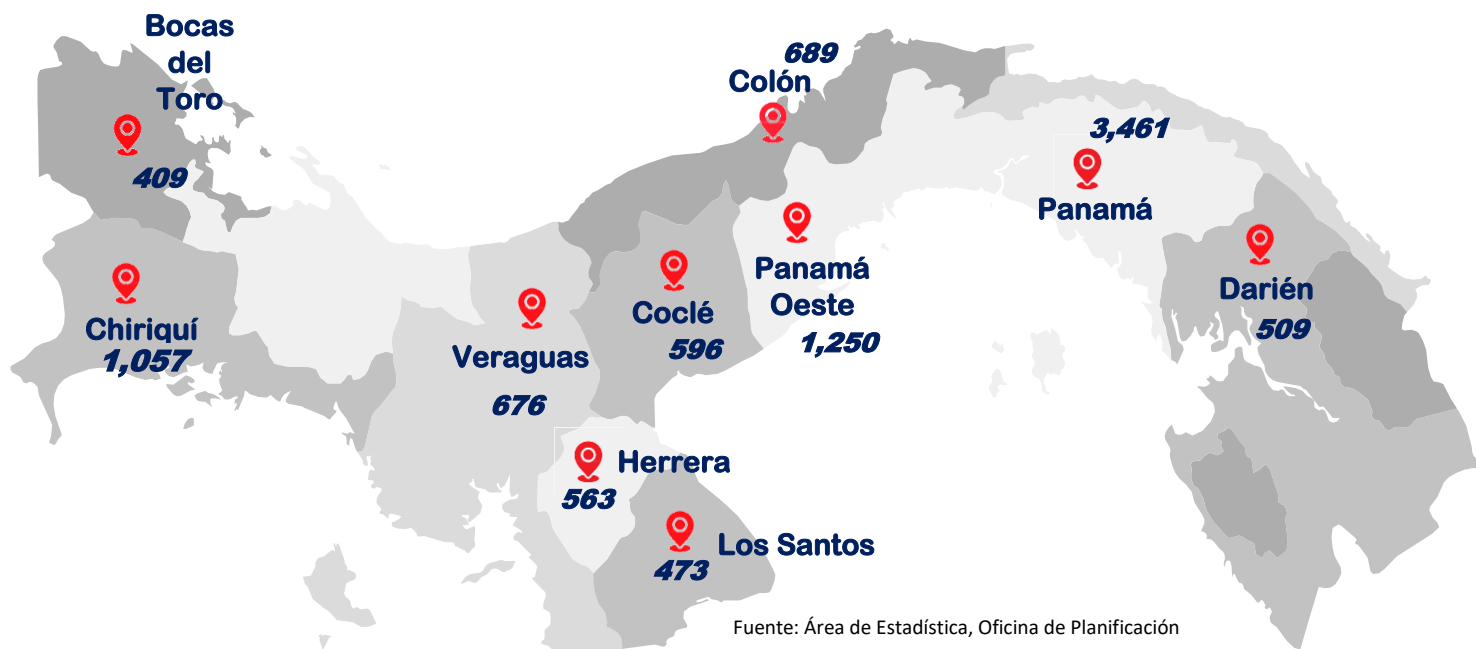 Bocas
del
Toro
409
Chiriquí
1,057
Veraguas
676
Coclé
596
689
Colón
Panamá
Oeste
1,250
3,461
Panamá
Darién
509
Herrera
563
Los Santos
473
Fuente: Área de Estadística, Oficina de Planificación